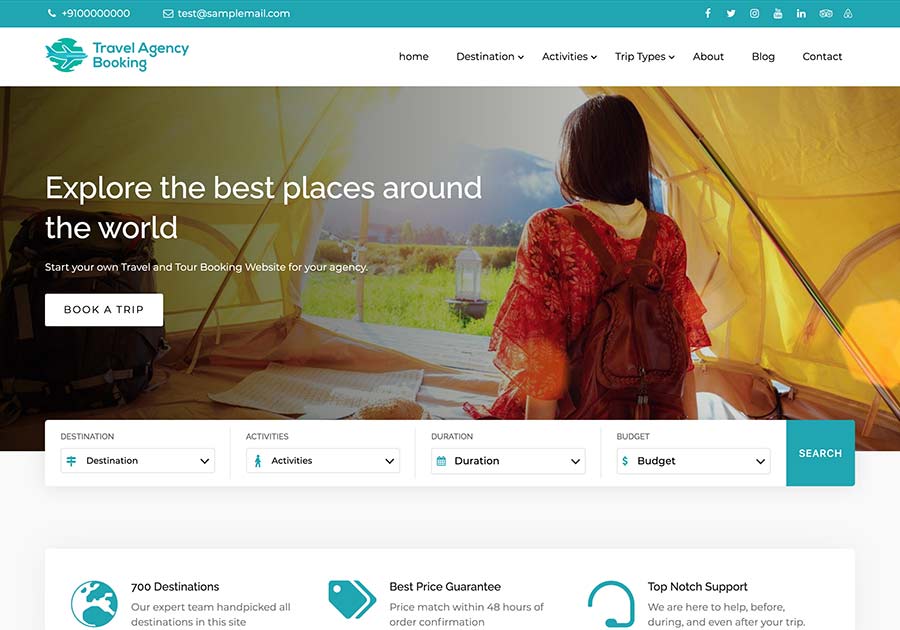 +9100000000 test@samplemail.com
Travel Agency
Booking
home Destination Activities Trip Types About Blog Contact
Explore the best places around
the world
Start your own Travel and Tour Booking Website for your agency.
BOOK A TRIP
DESTINATION ACTIVITIES DURATION BUDGET
Destination Activities Duration $ Budget SEARCH
700 Destinations Best Price Guarantee Top Notch Support
Our expert team handpicked all Price match within 48 hours of We are here to help, before,
destinations in this site order confirmation during, and even after your trip.